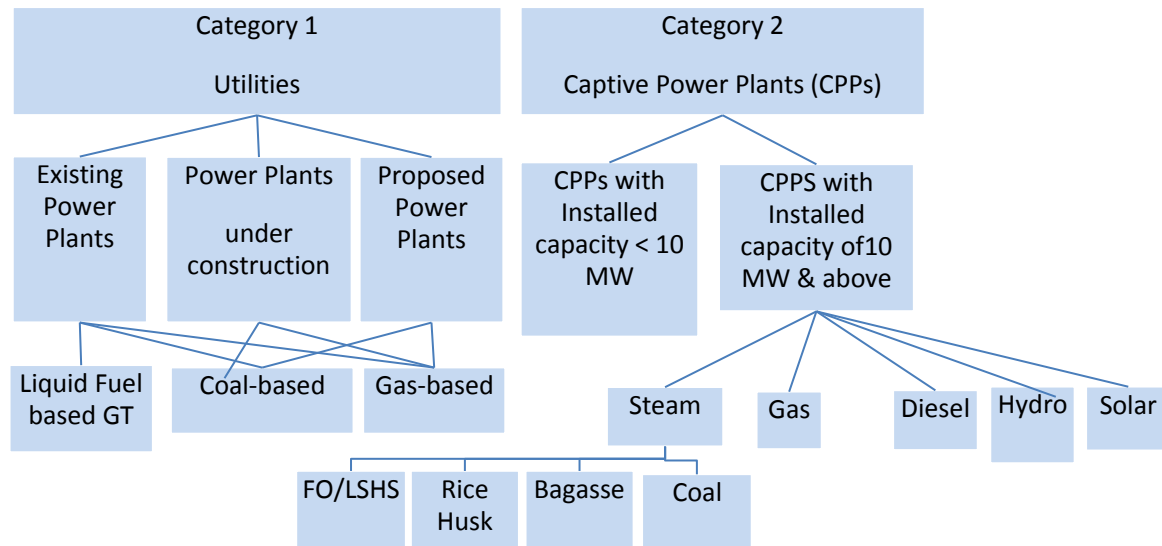 Category 1
Utilities
Category 2
Captive Power Plants (CPPs)
Existing
Power
Plants
Power Plants
under
construction
Proposed
Power
Plants
CPPs with
Installed
capacity < 10
MW
CPPS with
Installed
capacity of10
MW & above
Liquid Fuel
based GT
Coal-based
Gas-based
Steam
Gas
Diesel
Hydro
Solar
FO/LSHS
Rice
Husk
Bagasse
Coal